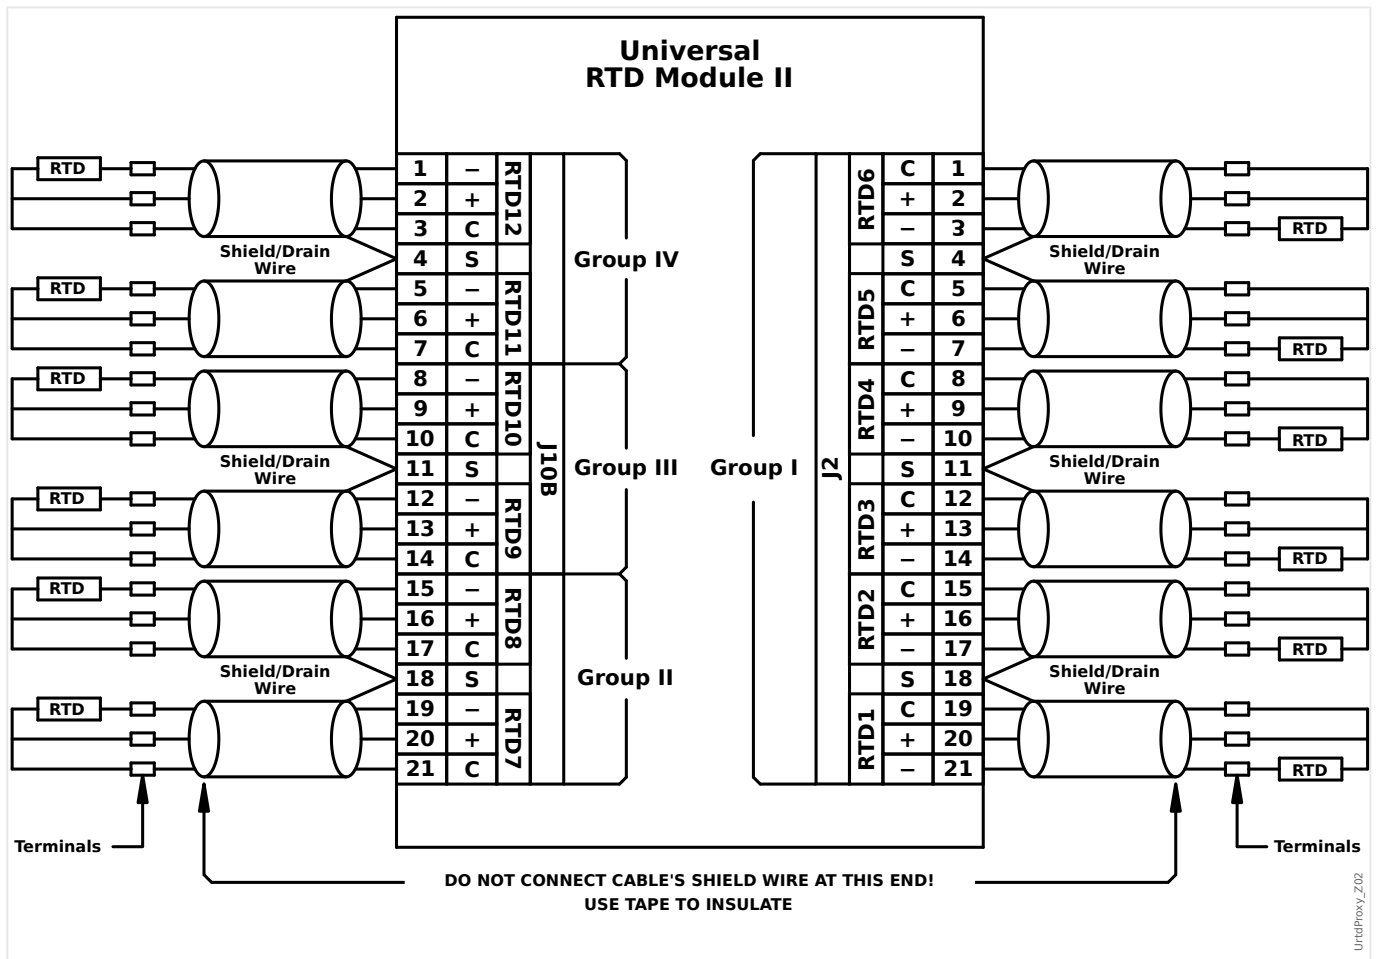 Universal
RTD Module II
RTD 1 − RTD12 RTD6 C 1
2 + + 2
3 C − 3 RTD
Shield/Drain
Wire
4 S Group IV S 4
Shield/Drain
Wire
RTD 5 − RTD11 RTD5 C 5
6 + + 6
7 C − 7 RTD
RTD 8 − RTD10 RTD4 C 8
9 + + 9
10 C − 10 RTD
Shield/Drain
Wire
11 S J10B Group III Group I J2 S 11
Shield/Drain
Wire
RTD 12 − RTD9 RTD3 C 12
13 + + 13
14 C − 14 RTD
RTD 15 − RTD8 RTD2 C 15
16 + + 16
17 C − 17 RTD
Shield/Drain
Wire
18 S Group II S 18
Shield/Drain
Wire
RTD 19 − RTD7 RTD1 C 19
20 + + 20
21 C − 21 RTD
Terminals
Terminals
DO NOT CONNECT CABLE'S SHIELD WIRE AT THIS END!
USE TAPE TO INSULATE
UrtdProxy_Z02